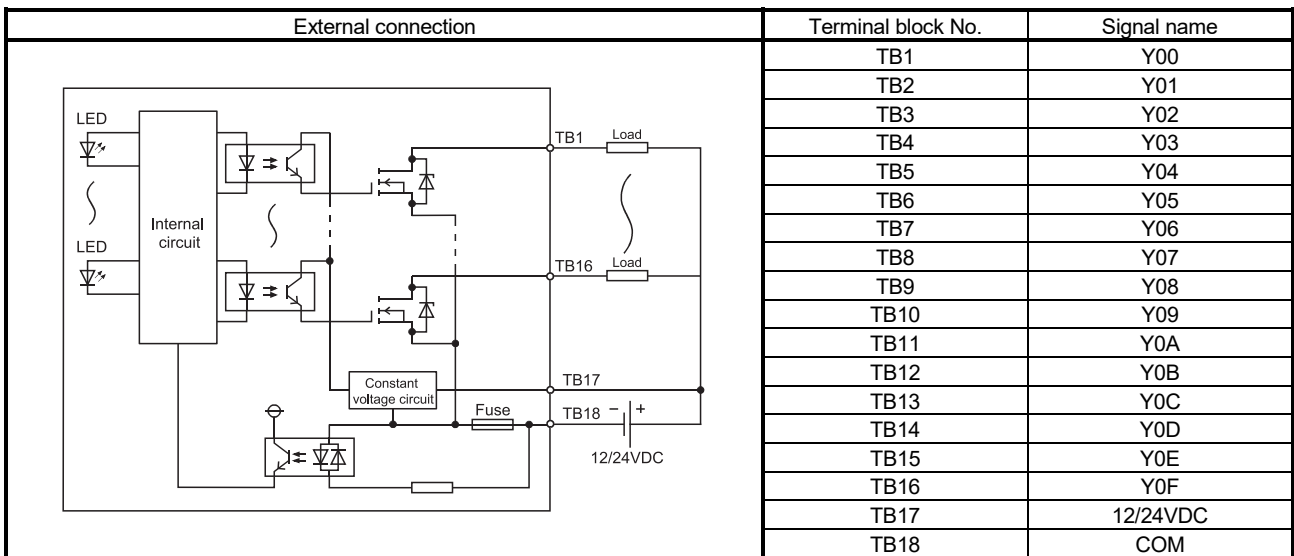 External connection
LED
Internal
circuit
LED
TB1
Load
TB16
Load
Constant
voltage circuit
TB17
Fuse
TB18
−
+
12/24VDC
Terminal block No. Signal name
TB1 Y00
TB2 Y01
TB3 Y02
TB4 Y03
TB5 Y04
TB6 Y05
TB7 Y06
TB8 Y07
TB9 Y08
TB10 Y09
TB11 Y0A
TB12 Y0B
TB13 Y0C
TB14 Y0D
TB15 Y0E
TB16 Y0F
TB17 12/24VDC
TB18 COM